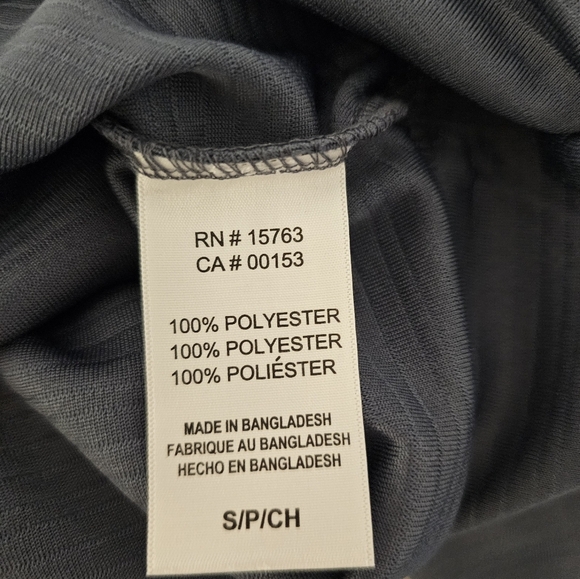 RN # 15763
CA # 00153
100% POLYESTER
100% POLYESTER
100% POLIÉSTER
MADE IN BANGLADESH
FABRIQUE AU BANGLADESH
HECHO EN BANGLADESH
S/P/CH